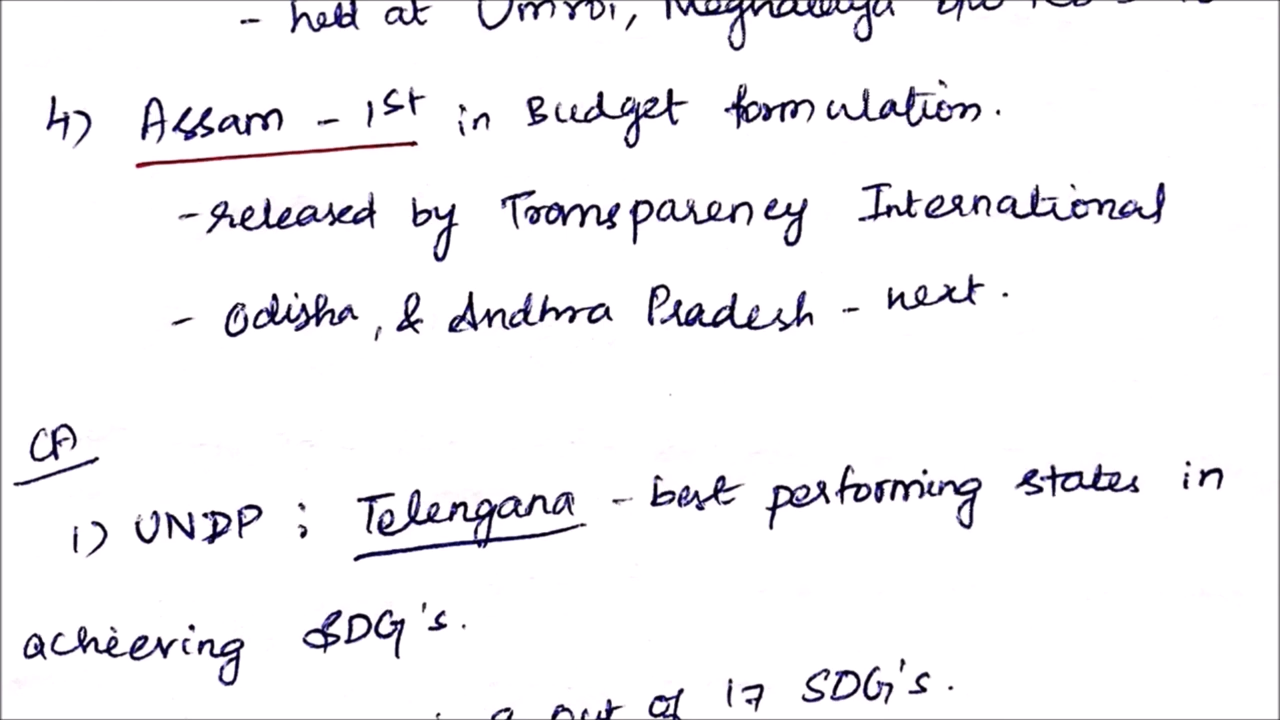 - held at Umroi, Meghalaya
4) Assam - 1st in Budget formulation.
- released by Transparency International
- Odisha, & Andhra Pradesh - next.
CA
1) UNDP ; Telengana - best performing states in
acheeving SDG's.
out of 17 SDG's.